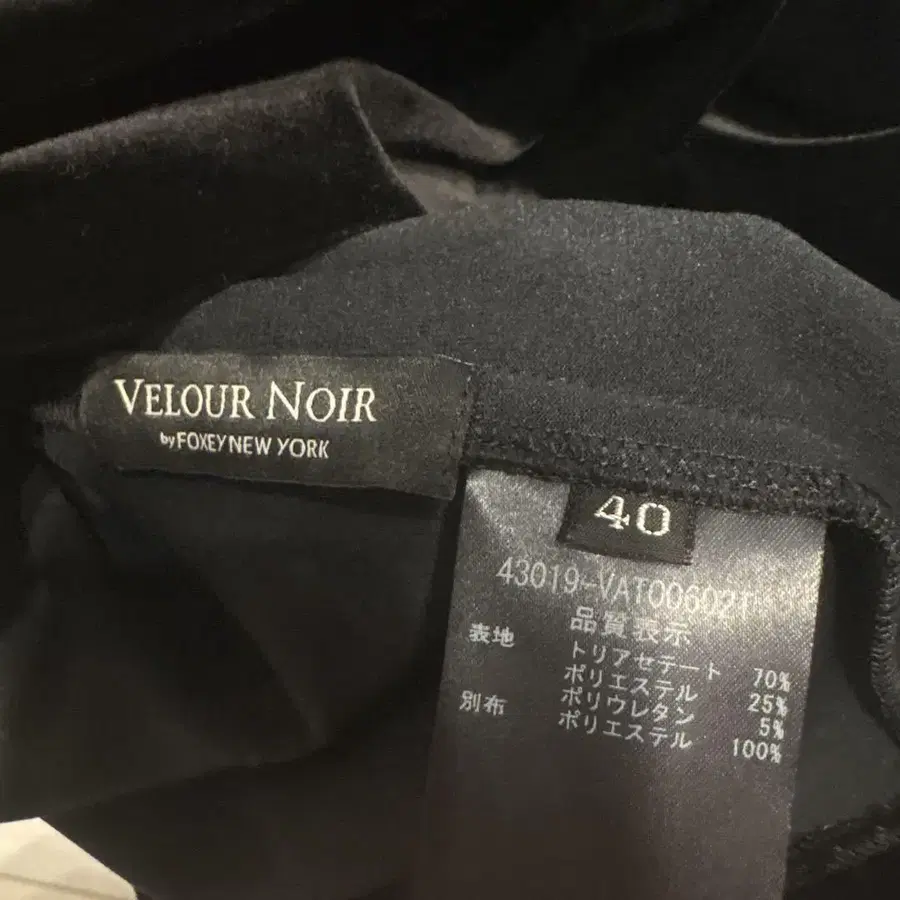 VELOUR NOIR
by FOXEY NEW YORK
40
43019-VAT00602T
品質表示
表地 トリアセテート 70%
ポリエステル 25%
ポリウレタン 5%
別布 ポリエステル 100%